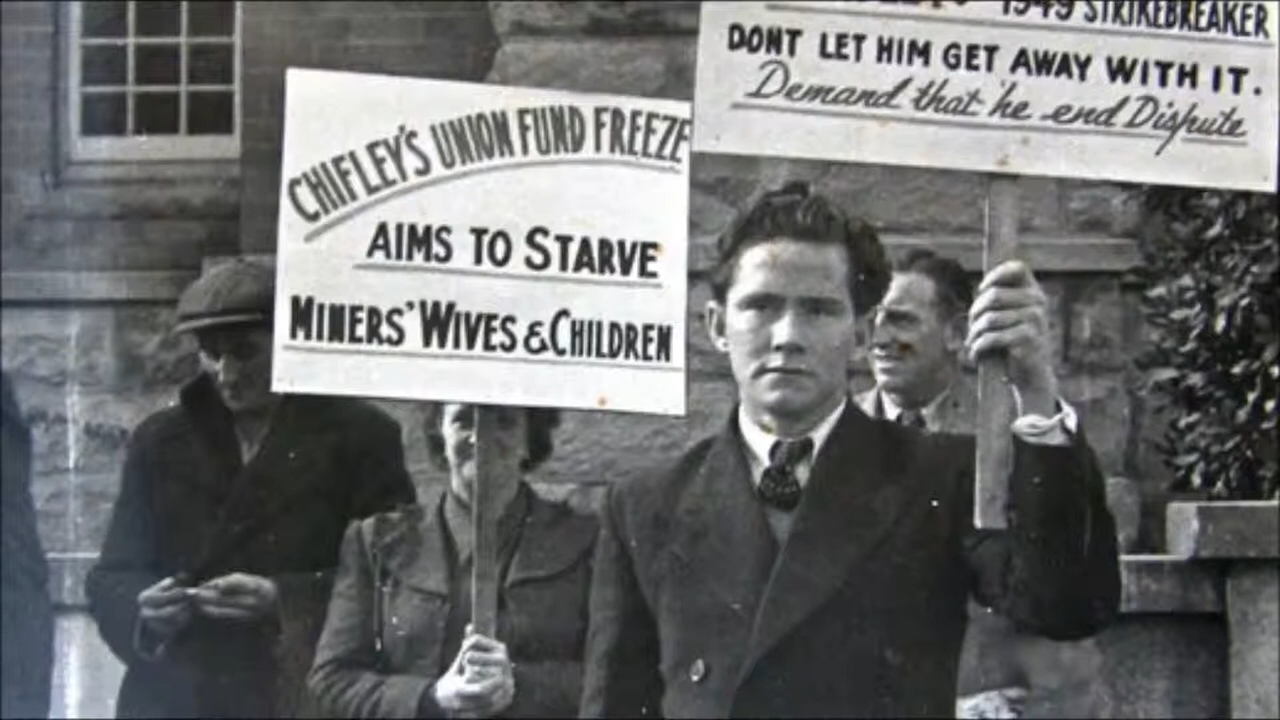 CHIFLEY'S UNION FUND FREEZE
AIMS TO STARVE
MINERS' WIVES & CHILDREN
1949 STRIKEBREAKER
DONT LET HIM GET AWAY WITH IT.
Demand that he end Dispute